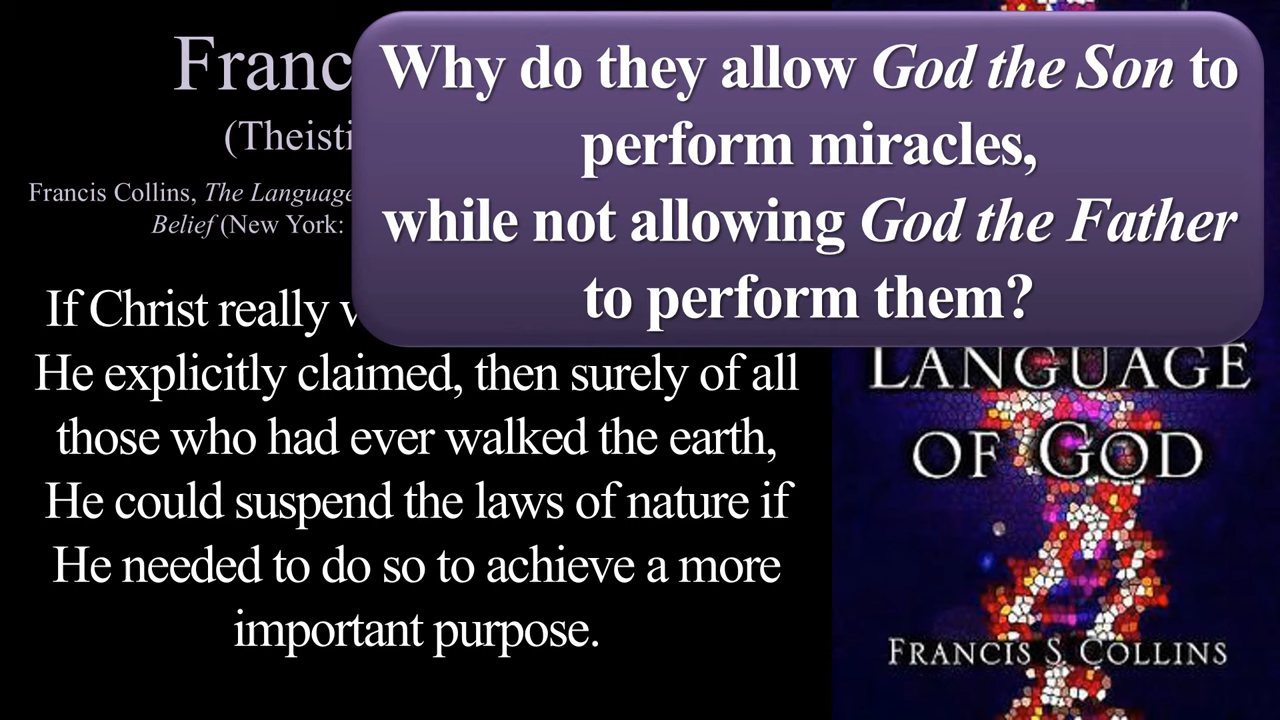 Why do they allow God the Son to
perform miracles,
while not allowing God the Father
to perform them?
Franc
(Theisti
Francis Collins, The Language
Belief (New York:
If Christ really w
He explicitly claimed, then surely of all
those who had ever walked the earth,
He could suspend the laws of nature if
He needed to do so to achieve a more
important purpose.
LANGUAGE
OF GOD
FRANCIS S COLLINS